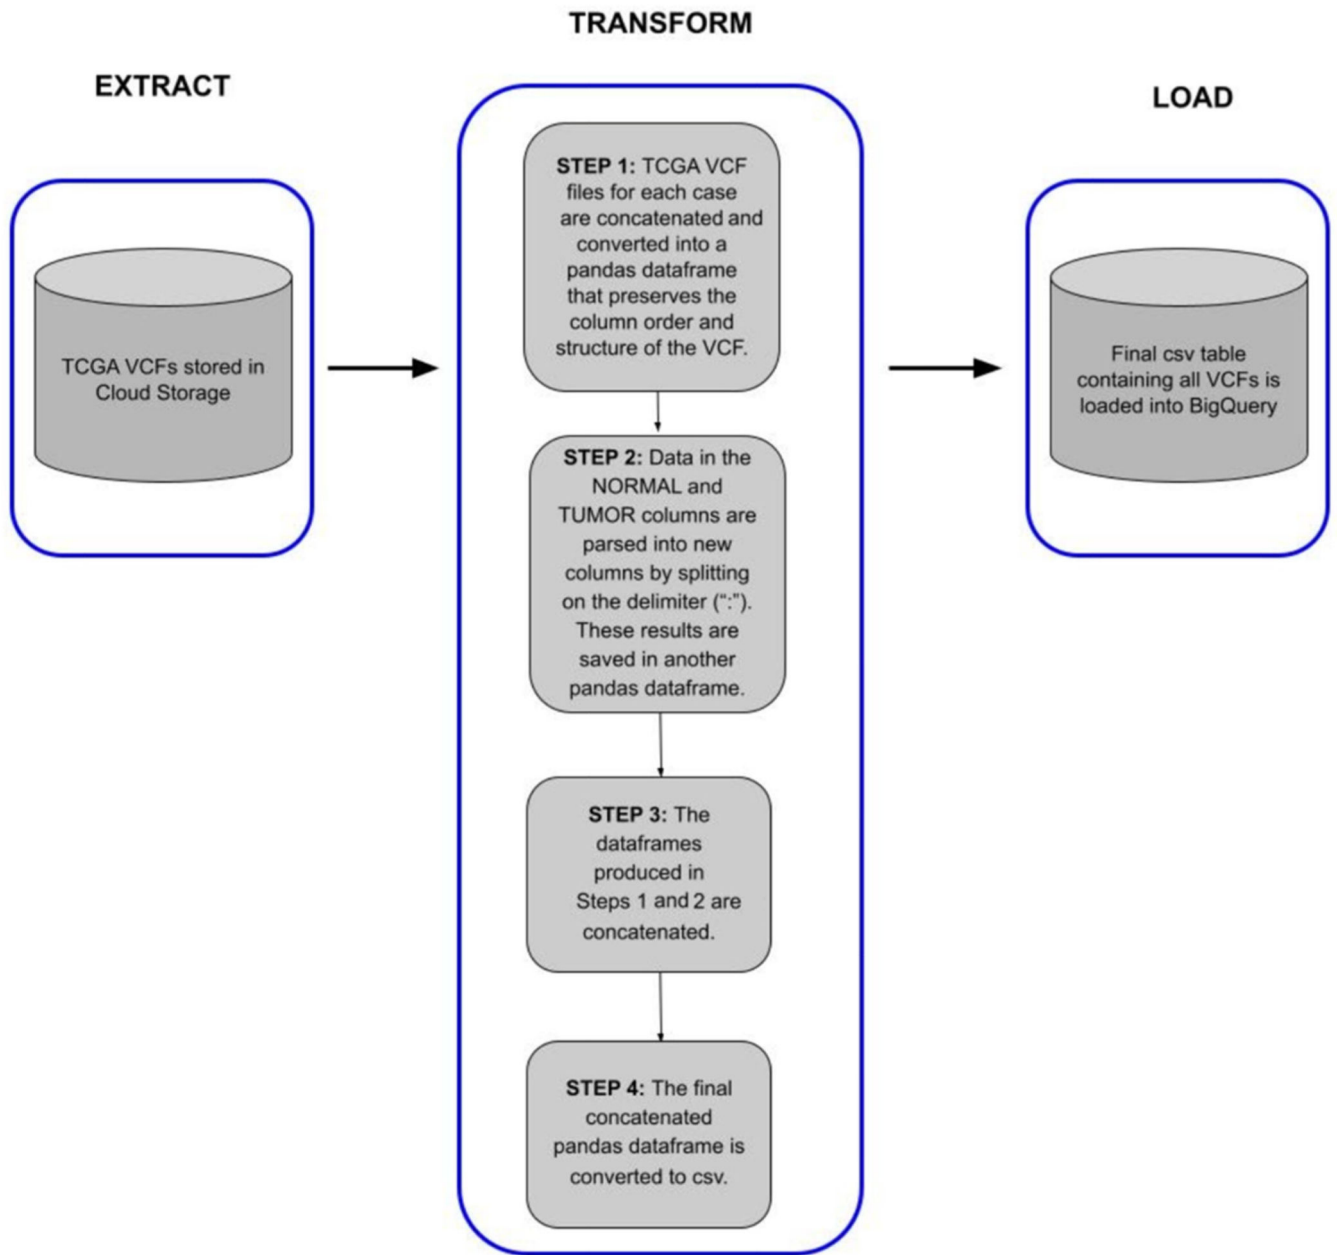 TRANSFORM
EXTRACT
LOAD
TCGA VCFs stored in
Cloud Storage
STEP 1: TCGA VCF
files for each case
are concatenated and
converted into a
pandas dataframe
that preserves the
column order and
structure of the VCF.
STEP 2: Data in the
NORMAL and
TUMOR columns are
parsed into new
columns by splitting
on the delimiter (“:”).
These results are
saved in another
pandas dataframe.
STEP 3: The
dataframes
produced in
Steps 1 and 2 are
concatenated.
STEP 4: The final
concatenated
pandas dataframe is
converted to csv.
Final csv table
containing all VCFs is
loaded into BigQuery